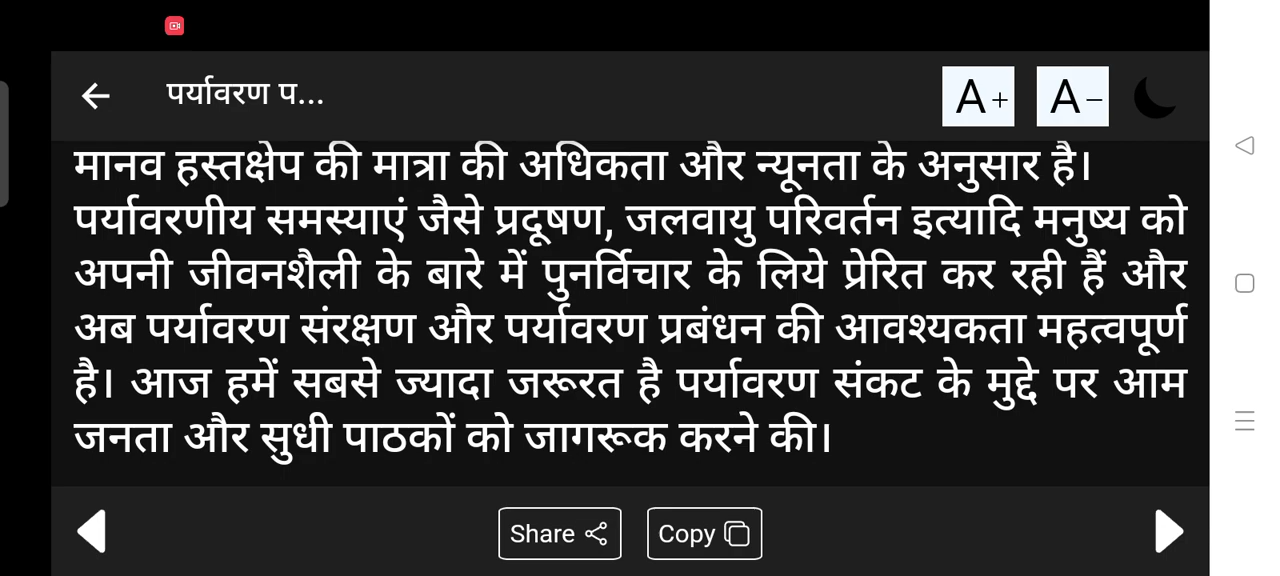 पर्यावरण प...
A+
A-
मानव हस्तक्षेप की मात्रा की अधिकता और न्यूनता के अनुसार है।
पर्यावरणीय समस्याएं जैसे प्रदूषण, जलवायु परिवर्तन इत्यादि मनुष्य को
अपनी जीवनशैली के बारे में पुनर्विचार के लिये प्रेरित कर रही हैं और
अब पर्यावरण संरक्षण और पर्यावरण प्रबंधन की आवश्यकता महत्वपूर्ण
है। आज हमें सबसे ज्यादा जरूरत है पर्यावरण संकट के मुद्दे पर आम
जनता और सुधी पाठकों को जागरूक करने की।
Share
Copy